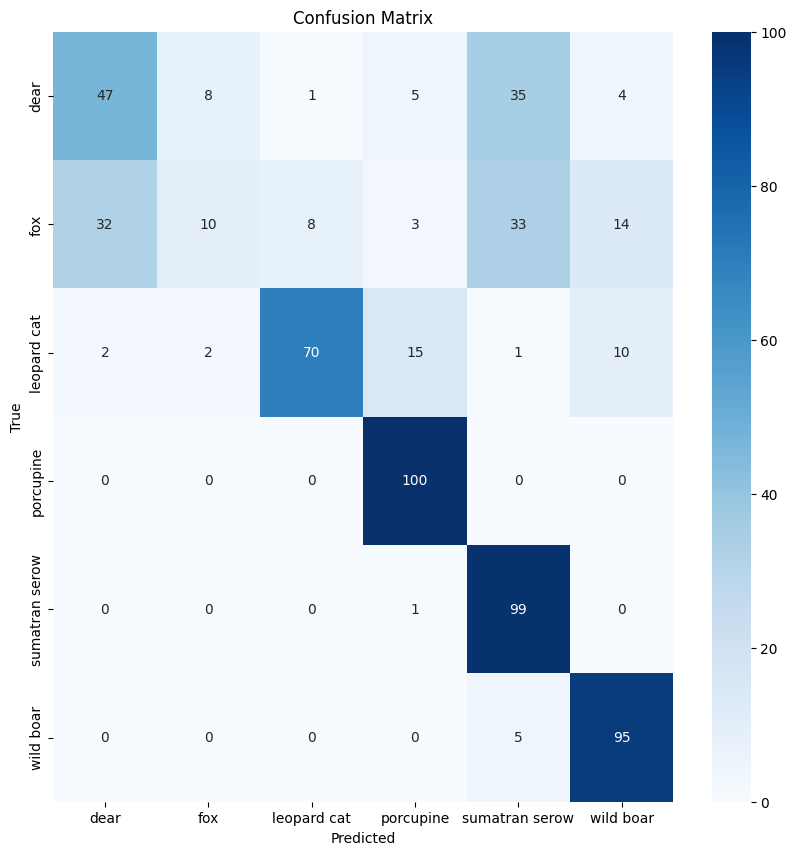 Confusion Matrix
dear 47 8 1 5 35 4
fox 32 10 8 3 33 14
leopard cat 2 2 70 15 1 10
porcupine 0 0 0 100 0 0
sumatran serow 0 0 0 1 99 0
wild boar 0 0 0 0 5 95
True
dear fox leopard cat porcupine sumatran serow wild boar
Predicted
100
80
60
40
20
0